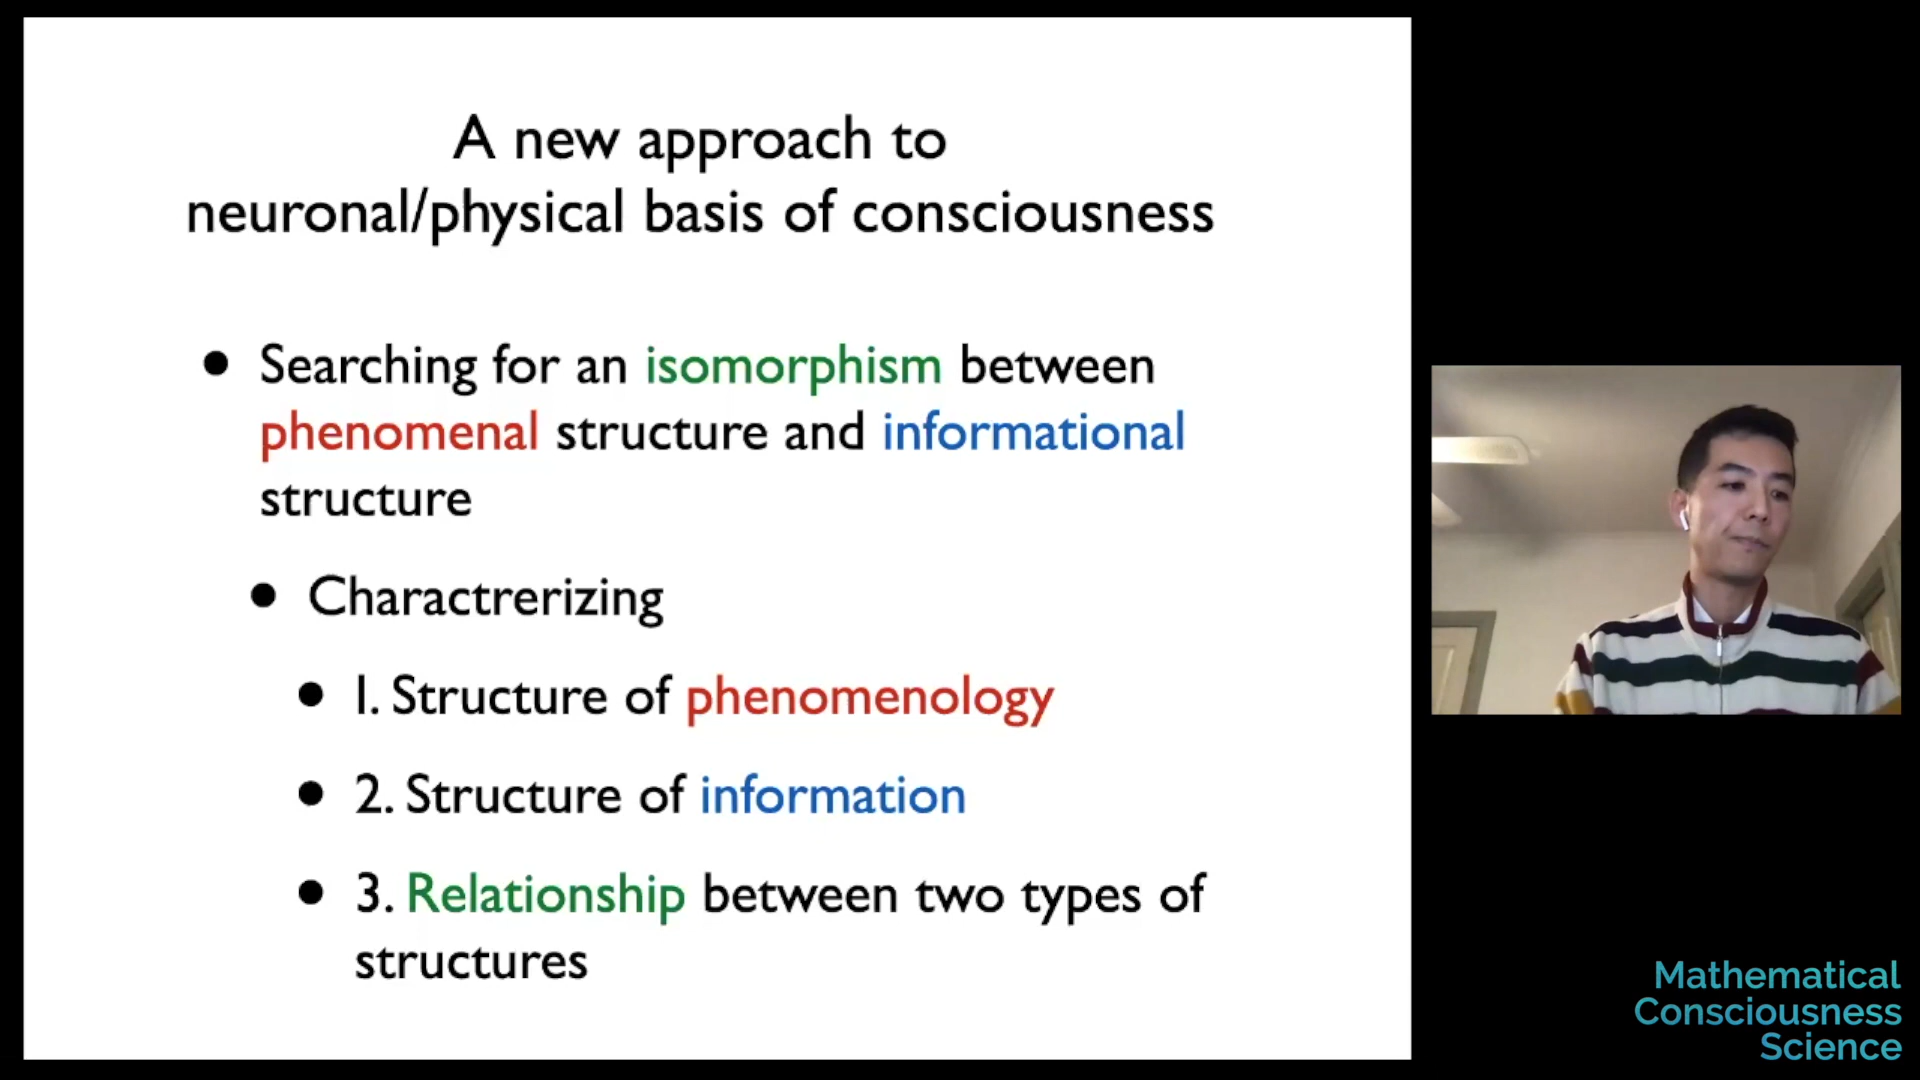 A new approach to
neuronal/physical basis of consciousness
• Searching for an isomorphism between
phenomenal structure and informational
structure
• Charactrerizing
• 1. Structure of phenomenology
• 2. Structure of information
• 3. Relationship between two types of
structures
Mathematical
Consciousness
Science